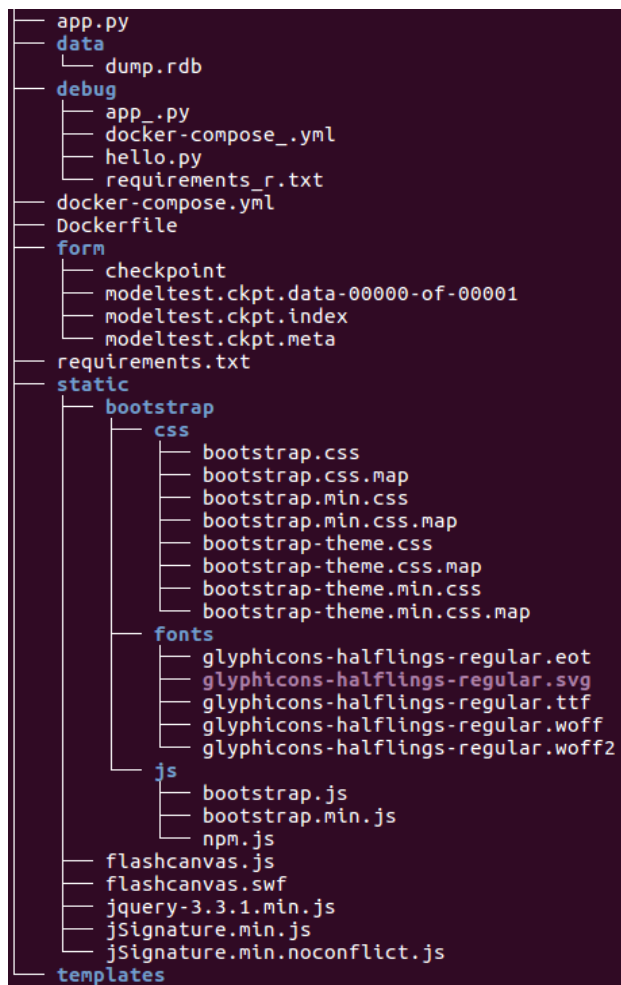 app.py
data
dump.rdb
debug
app_.py
docker-compose_.yml
hello.py
requirements_r.txt
docker-compose.yml
Dockerfile
form
checkpoint
modeltest.ckpt.data-00000-of-00001
modeltest.ckpt.index
modeltest.ckpt.meta
requirements.txt
static
bootstrap
css
bootstrap.css
bootstrap.css.map
bootstrap.min.css
bootstrap.min.css.map
bootstrap-theme.css
bootstrap-theme.css.map
bootstrap-theme.min.css
bootstrap-theme.min.css.map
fonts
glyphicons-halflings-regular.eot
glyphicons-halflings-regular.svg
glyphicons-halflings-regular.ttf
glyphicons-halflings-regular.woff
glyphicons-halflings-regular.woff2
js
bootstrap.js
bootstrap.min.js
npm.js
flashcanvas.js
flashcanvas.swf
jquery-3.3.1.min.js
jSignature.min.js
jSignature.min.noconflict.js
templates